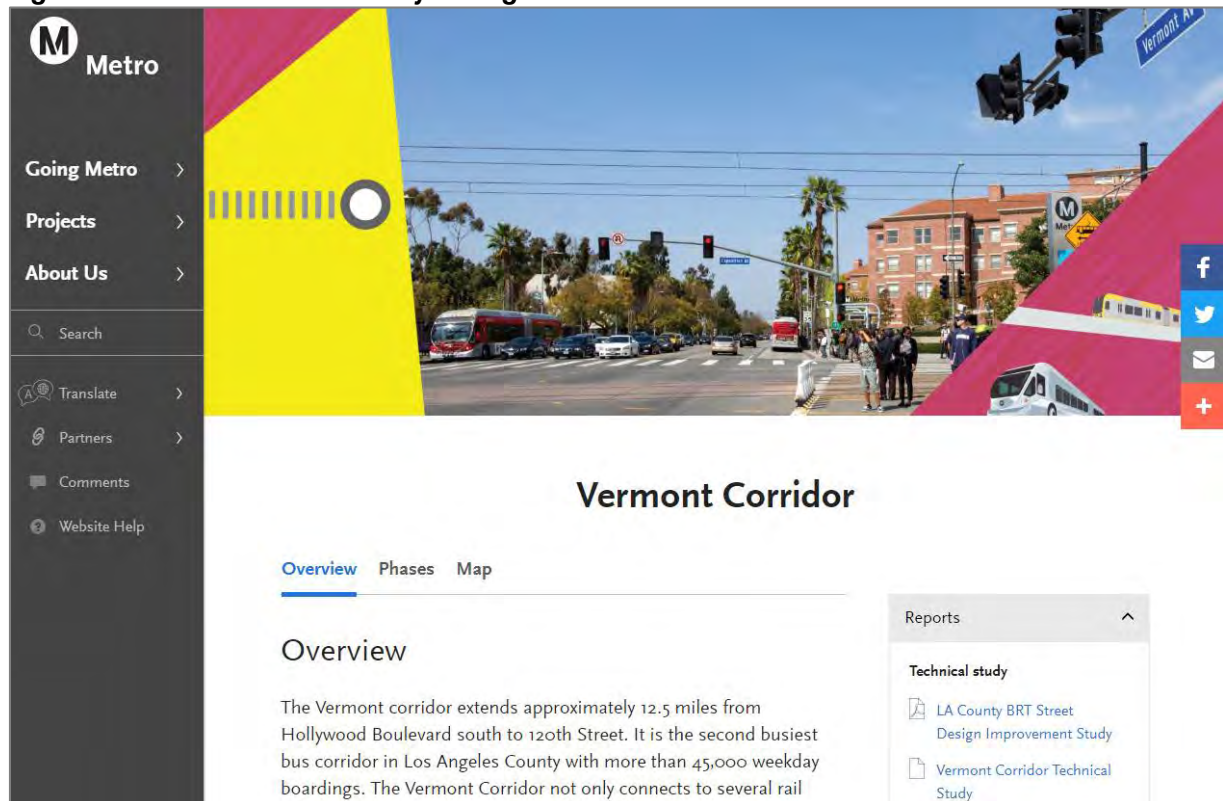 M
Metro
Going Metro
Projects
About Us
Search
Translate
Partners
Comments
Website Help
Vermont Av
M
f
Vermont Corridor
Overview Phases Map
Overview
The Vermont corridor extends approximately 12.5 miles from
Hollywood Boulevard south to 120th Street. It is the second busiest
bus corridor in Los Angeles County with more than 45,000 weekday
boardings. The Vermont Corridor not only connects to several rail
Reports
Technical study
LA County BRT Street
Design Improvement Study
Vermont Corridor Technical
Study